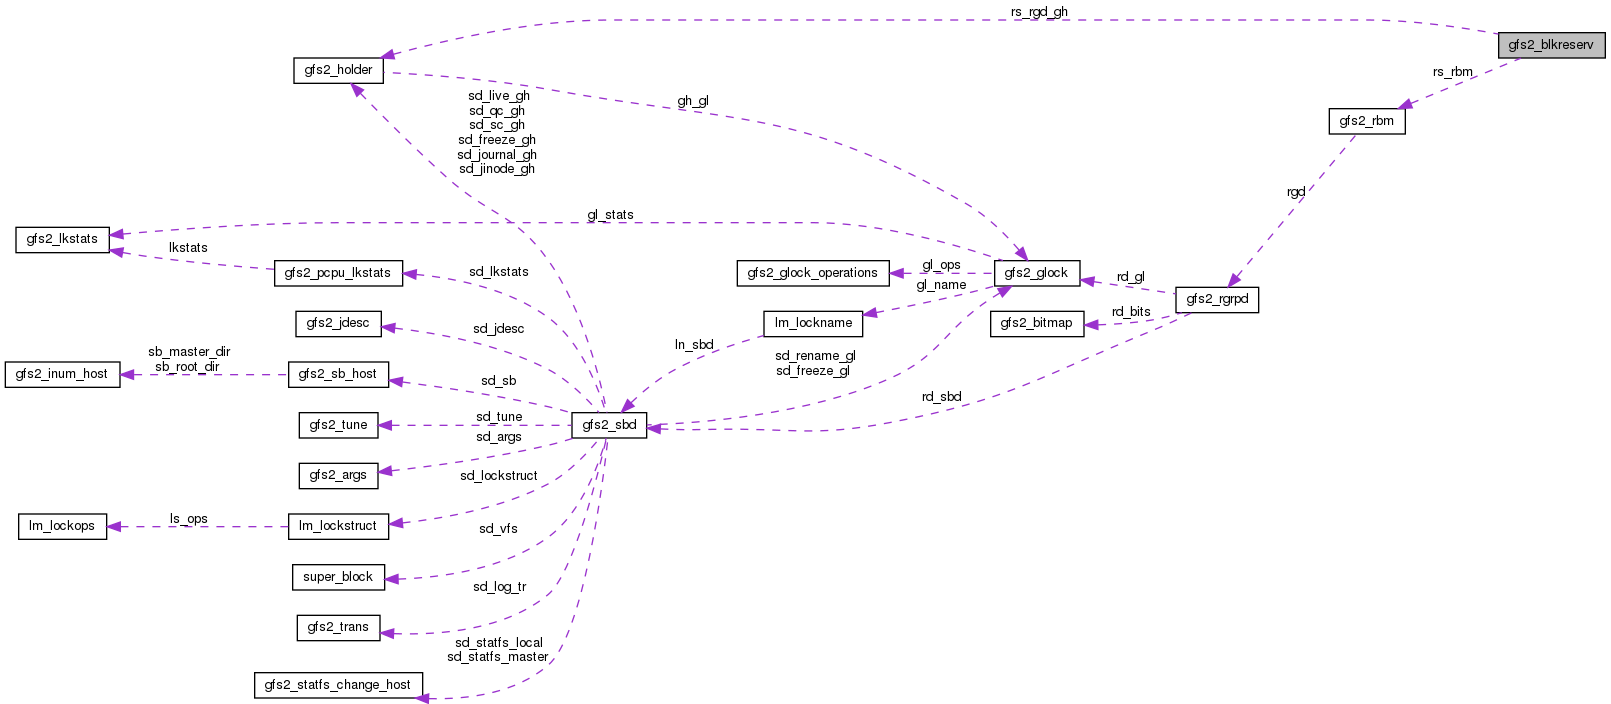 rs_rgd_gh
gfs2_blkreserv
gfs2_holder
rs_rbm
sd_live_gh
sd_qc_gh
sd_sc_gh
sd_freeze_gh
sd_journal_gh
sd_jinode_gh
gh_gl
gfs2_rbm
rgd
gl_stats
gfs2_lkstats
lkstats
gfs2_pcpu_lkstats
sd_lkstats
gfs2_glock_operations
gl_ops
gl_name
gfs2_glock
rd_gl
gfs2_rgrpd
rd_bits
gfs2_jdesc
sd_jdesc
lm_lockname
gfs2_bitmap
ln_sbd
sb_master_dir
sb_root_dir
sd_rename_gl
sd_freeze_gl
gfs2_inum_host
gfs2_sb_host
sd_sb
rd_sbd
gfs2_tune
sd_tune
gfs2_sbd
sd_args
gfs2_args
sd_lockstruct
lm_lockops
ls_ops
lm_lockstruct
sd_vfs
super_block
sd_log_tr
gfs2_trans
sd_statfs_local
sd_statfs_master
gfs2_statfs_change_host